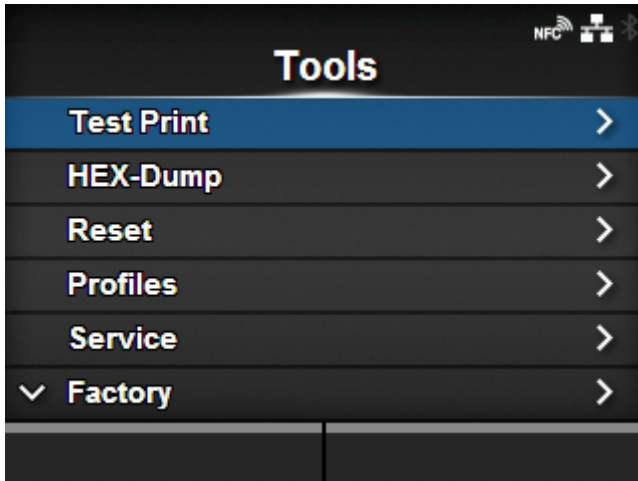 NFC
Tools
Test Print
HEX-Dump
Reset
Profiles
Service
Factory